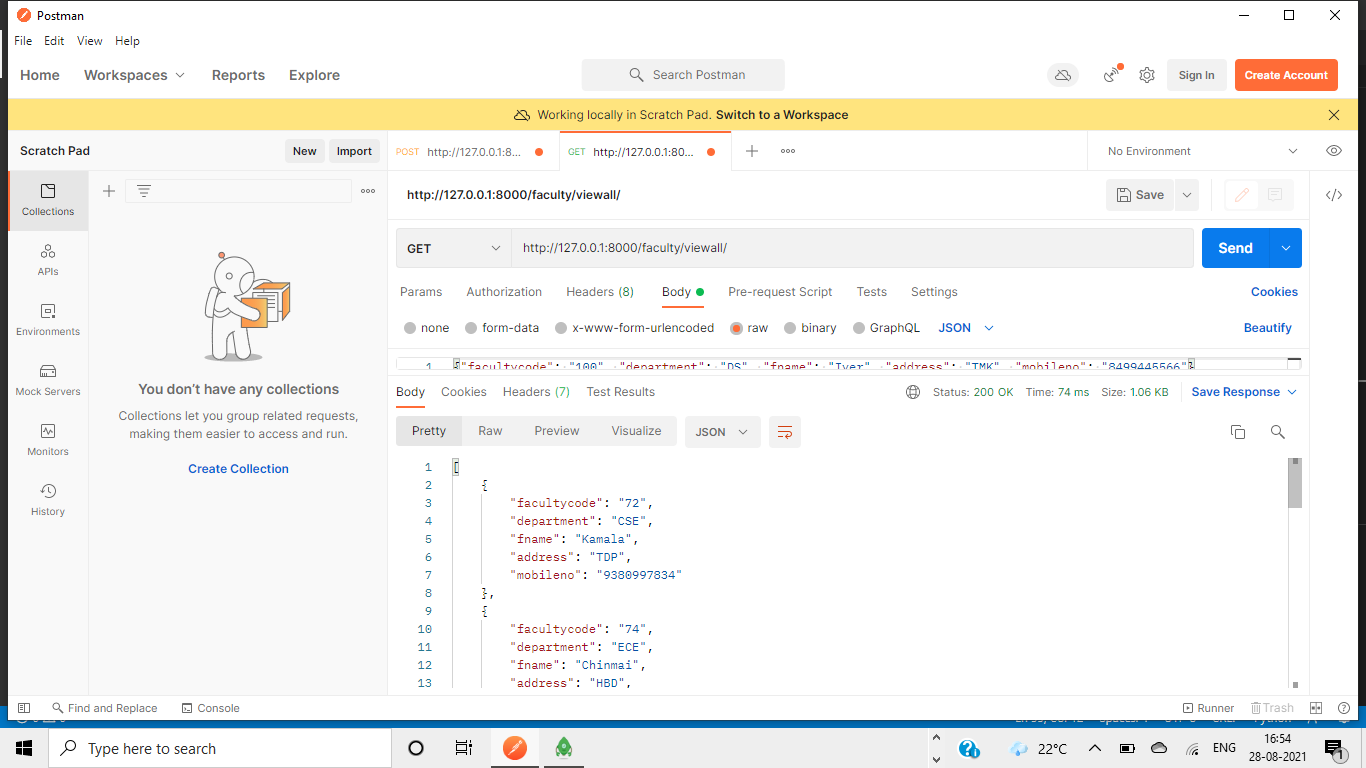 Postman
File Edit View Help
Home Workspaces Reports Explore Search Postman Sign In Create Account
Working locally in Scratch Pad. Switch to a Workspace
Scratch Pad New Import
POST http://127.0.0.1:8... GET http://127.0.0.1:80... No Environment
Collections
APIs
Environments
Mock Servers
Monitors
History
You don't have any collections
Collections let you group related requests,
making them easier to access and run.
Create Collection
http://127.0.0.1:8000/faculty/viewall/ Save
GET http://127.0.0.1:8000/faculty/viewall/ Send
Params Authorization Headers (8) Body Pre-request Script Tests Settings Cookies
none form-data x-www-form-urlencoded raw binary GraphQL JSON Beautify
1 {"facultycode": "100", "department": "DS", "fname": "Iyer", "address": "TMK", "mobileno": "8499445566"}
Body Cookies Headers (7) Test Results Status: 200 OK Time: 74 ms Size: 1.06 KB Save Response
Pretty Raw Preview Visualize JSON
1 [
2 {
3 "facultycode": "72",
4 "department": "CSE",
5 "fname": "Kamala",
6 "address": "TDP",
7 "mobileno": "9380997834"
8 },
9 {
10 "facultycode": "74",
11 "department": "ECE",
12 "fname": "Chinmai",
13 "address": "HBD",
Find and Replace Console Runner Trash
Type here to search 22°C ENG 16:54
28-08-2021 1